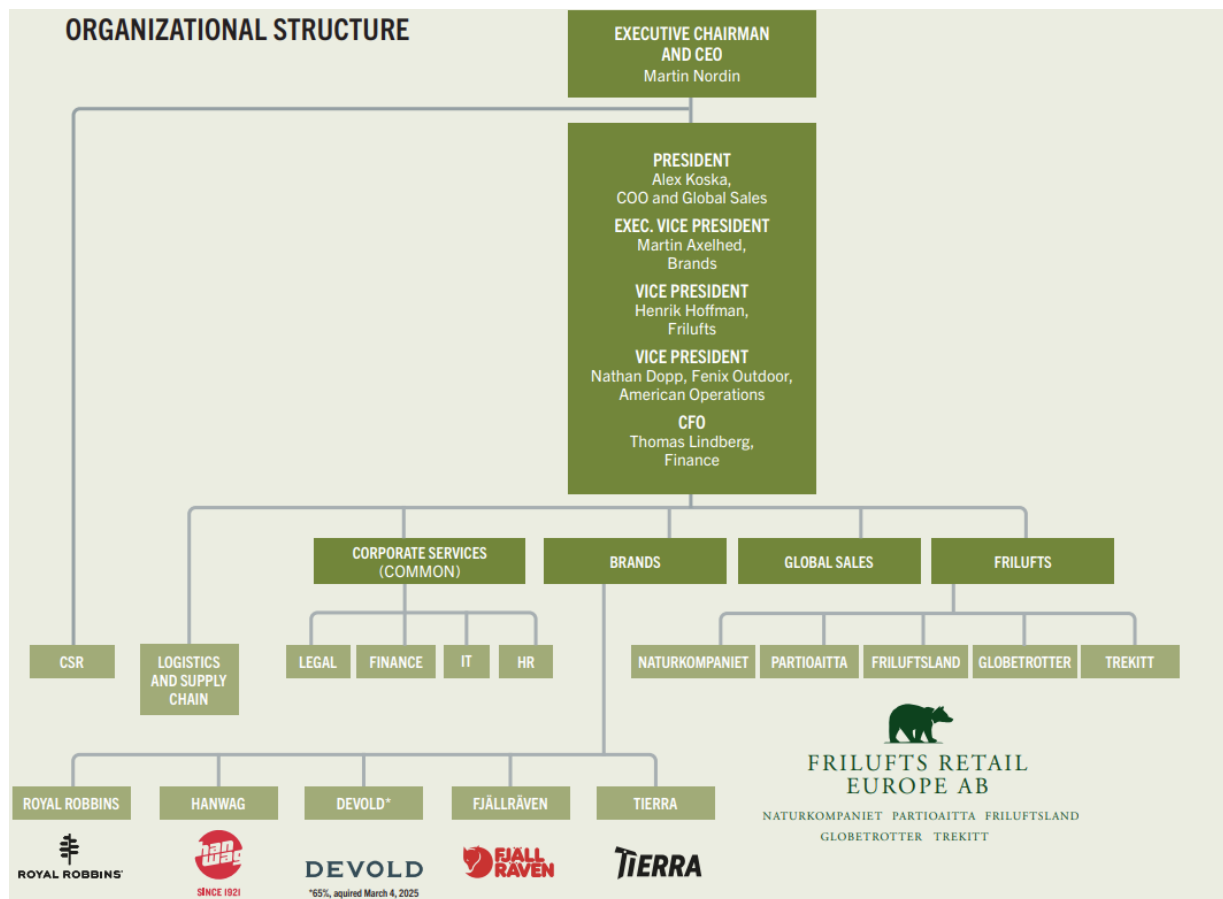 ORGANIZATIONAL STRUCTURE
EXECUTIVE CHAIRMAN
AND CEO
Martin Nordin
PRESIDENT
Alex Koska,
COO and Global Sales
EXEC. VICE PRESIDENT
Martin Axelhed,
Brands
VICE PRESIDENT
Henrik Hoffman,
Frilufts
VICE PRESIDENT
Nathan Dopp, Fenix Outdoor,
American Operations
CFO
Thomas Lindberg,
Finance
CORPORATE SERVICES
(COMMON)
BRANDS
GLOBAL SALES
FRILUFTS
CSR
LOGISTICS
AND SUPPLY
CHAIN
LEGAL
FINANCE
IT
HR
NATURKOMPANIET
PARTIOAITTA
FRILUFTSLAND
GLOBETROTTER
TREKITT
FRILUFTS RETAIL
EUROPE AB
NATURKOMPANIET PARTIOAITTA FRILUFTSLAND
GLOBETROTTER TREKITT
ROYAL ROBBINS
HANWAG
DEVOLD*
FJÄLLRÄVEN
TIERRA
ROYAL ROBBINS
han
wag
SINCE 1921
DEVOLD
*65%, aquired March 4, 2025
FJÄLL
RÄVEN
TIERRA